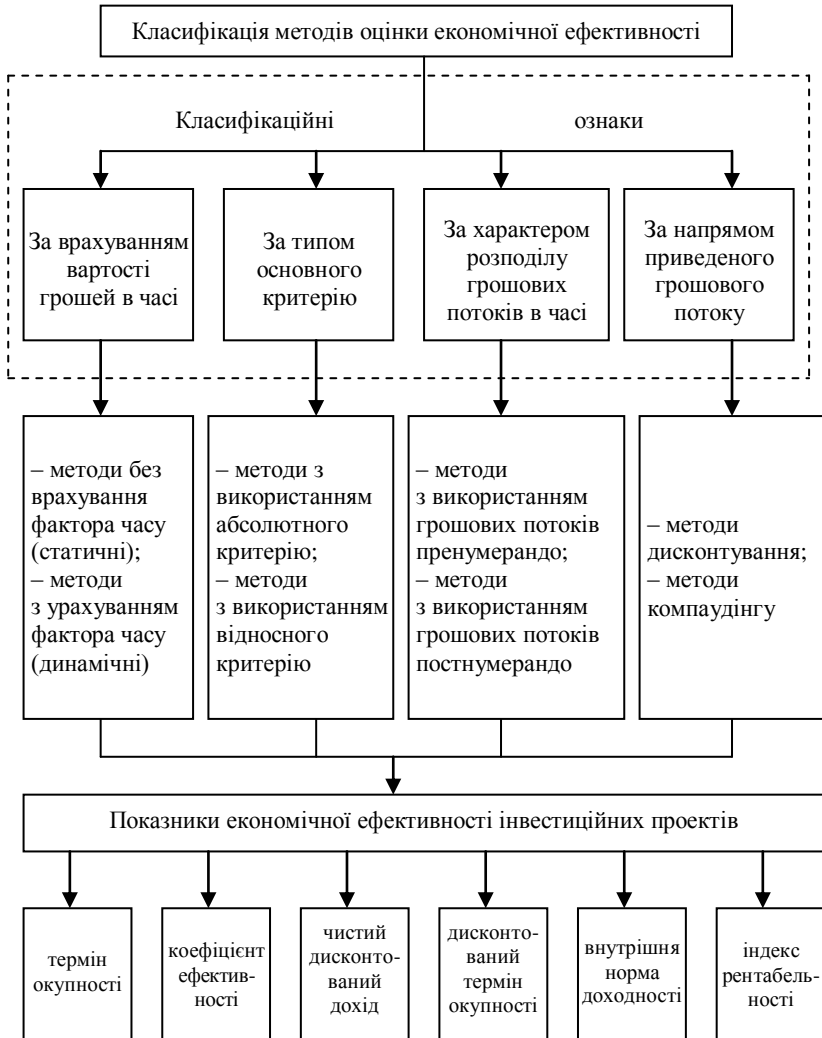 Класифікація методів оцінки економічної ефективності
Класифікаційні ознаки
За врахуванням
вартості
грошей в часі
За типом
основного
критерію
За характером
розподілу
грошових
потоків в часі
За напрямом
приведеного
грошового
потоку
– методи без
врахування
фактора часу
(статичні);
– методи
з урахуванням
фактора часу
(динамічні)
– методи з
використанням
абсолютного
критерію;
– методи
з використанням
відносного
критерію
– методи
з використанням
грошових потоків
пренумерандо;
– методи
з використанням
грошових потоків
постнумерандо
– методи
дисконтування;
– методи
компаудінгу
Показники економічної ефективності інвестиційних проектів
термін
окупності
коефіцієнт
ефектив-
ності
чистий
дисконто-
ваний
дохід
дисконто-
ваний
термін
окупності
внутрішня
норма
доходності
індекс
рентабель-
ності